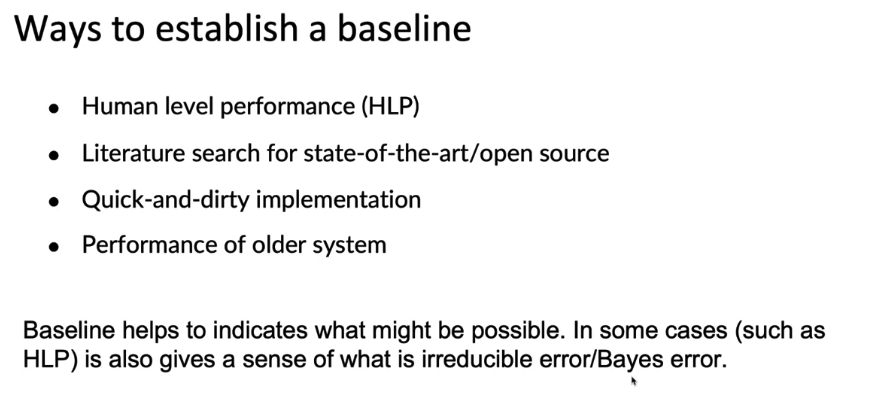 Ways to establish a baseline
• Human level performance (HLP)
• Literature search for state-of-the-art/open source
• Quick-and-dirty implementation
• Performance of older system
Baseline helps to indicates what might be possible. In some cases (such as
HLP) is also gives a sense of what is irreducible error/Bayes error.